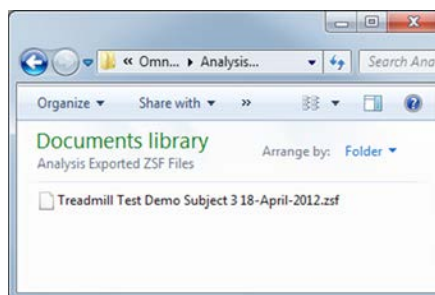 « Omn... ▸ Analysis... Search Ana
Organize ▾ Share with ▾ »
Documents library
Analysis Exported ZSF Files
Arrange by: Folder ▾
Treadmill Test Demo Subject 3 18-April-2012.zsf